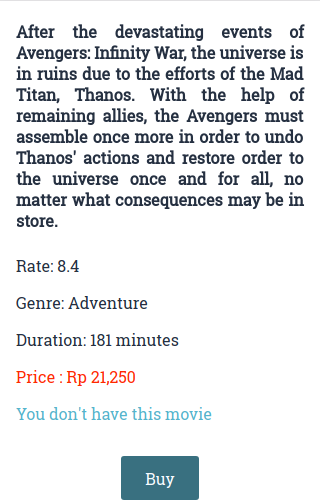 After the devastating events of
Avengers: Infinity War, the universe is
in ruins due to the efforts of the Mad
Titan, Thanos. With the help of
remaining allies, the Avengers must
assemble once more in order to undo
Thanos' actions and restore order to
the universe once and for all, no
matter what consequences may be in
store.
Rate: 8.4
Genre: Adventure
Duration: 181 minutes
Price : Rp 21,250
You don't have this movie
Buy